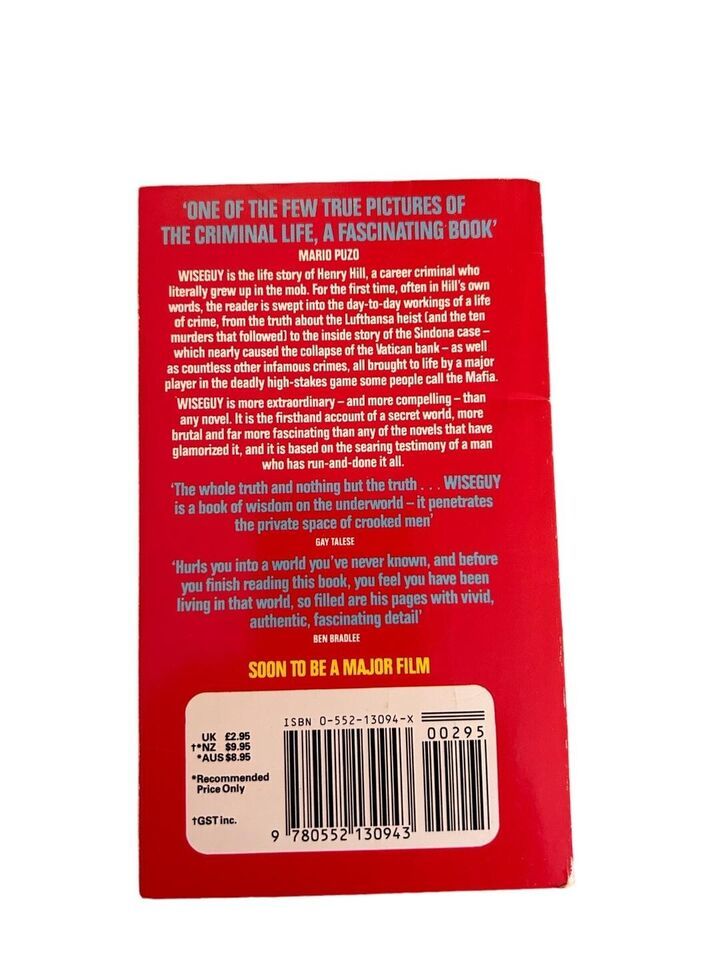 ‘ONE OF THE FEW TRUE PICTURES OF
THE CRIMINAL LIFE, A FASCINATING BOOK’
MARIO PUZO
WISEGUY is the life story of Henry Hill, a career criminal who
literally grew up in the mob. For the first time, often in Hill's own
words, the reader is swept into the day-to-day workings of a life
of crime, from the truth about the Lufthansa heist (and the ten
murders that followed) to the inside story of the Sindona case –
which nearly caused the collapse of the Vatican bank – as well
as countless other infamous crimes, all brought to life by a major
player in the deadly high-stakes game some people call the Mafia.
WISEGUY is more extraordinary – and more compelling – than
any novel. It is the firsthand account of a secret world, more
brutal and far more fascinating than any of the novels that have
glamorized it, and it is based on the searing testimony of a man
who has run-and-done it all.
‘The whole truth and nothing but the truth . . . WISEGUY
is a book of wisdom on the underworld – it penetrates
the private space of crooked men’
GAY TALESE
‘Hurls you into a world you've never known, and before
you finish reading this book, you feel you have been
living in that world, so filled are his pages with vivid,
authentic, fascinating detail’
BEN BRADLEE
SOON TO BE A MAJOR FILM
ISBN 0-552-13094-X
00295
UK £2.95
†*NZ $9.95
*AUS $8.95
*Recommended
Price Only
†GST inc.
9 780552 130943